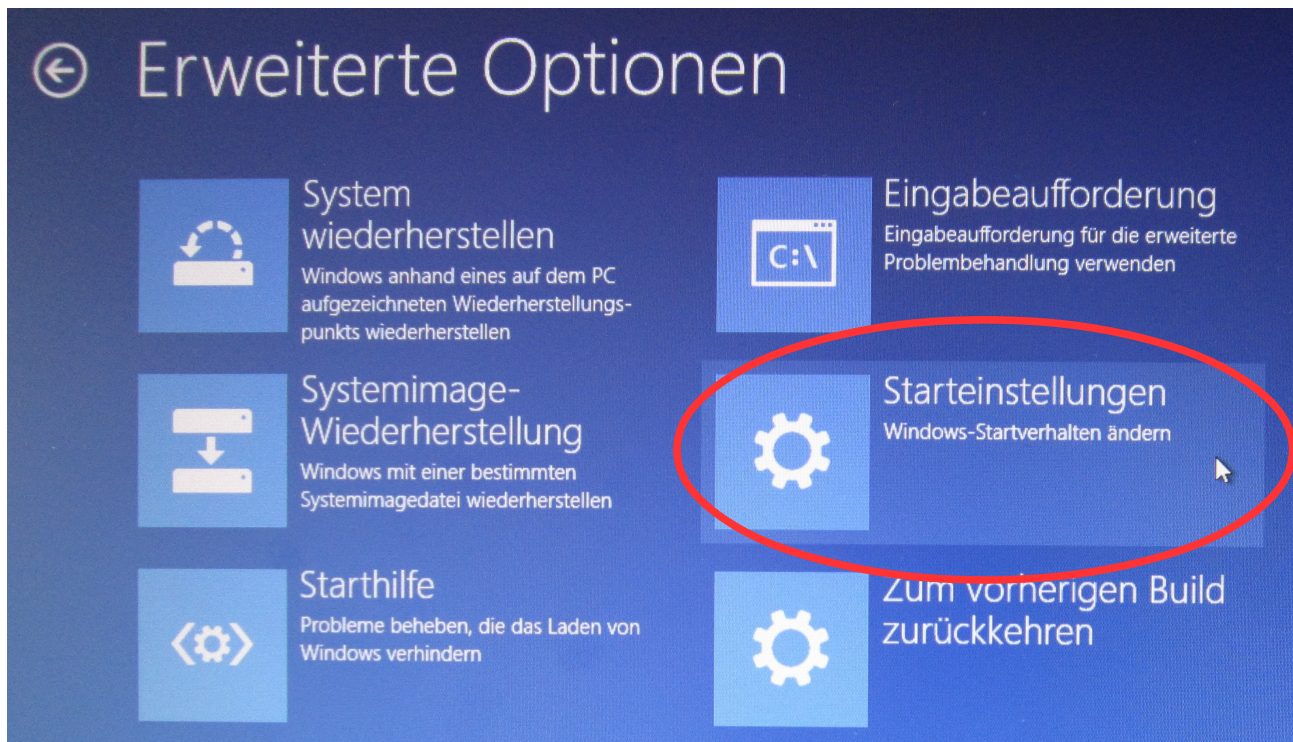 Erweiterte Optionen
System
wiederherstellen
Windows anhand eines auf dem PC
aufgezeichneten Wiederherstellungs-
punkts wiederherstellen
Systemimage-
Wiederherstellung
Windows mit einer bestimmten
Systemimagedatei wiederherstellen
Starthilfe
Probleme beheben, die das Laden von
Windows verhindern
C:\
Eingabeaufforderung
Eingabeaufforderung für die erweiterte
Problembehandlung verwenden
Starteinstellungen
Windows-Startverhalten ändern
Zum vorherigen Build
zurückkehren